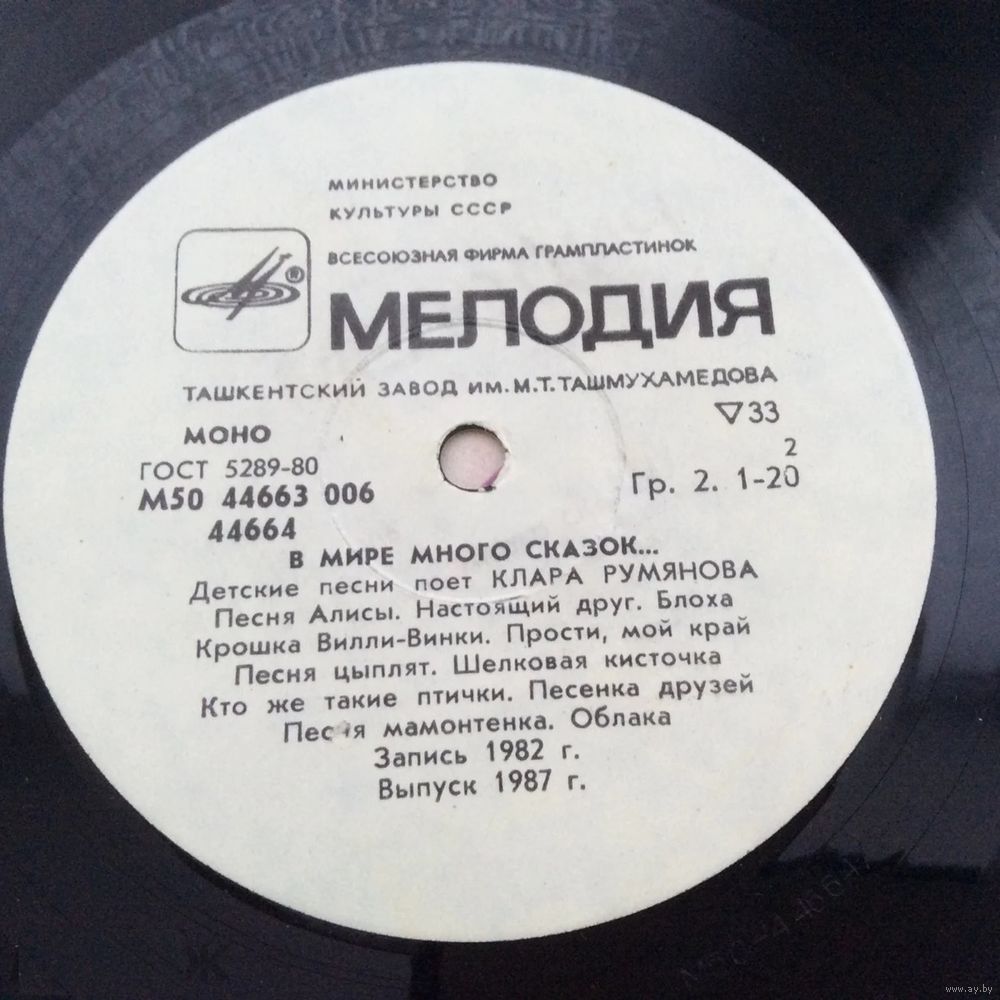 МИНИСТЕРСТВО
КУЛЬТУРЫ СССР
ВСЕСОЮЗНАЯ ФИРМА ГРАМПЛАСТИНОК
®
МЕЛОДИЯ
ТАШКЕНТСКИЙ ЗАВОД ИМ. М.Т.ТАШМУХАМЕДОВА
МОНО
▽33
ГОСТ 5289-80
2
М50 44663 006
Гр. 2. 1-20
44664
В МИРЕ МНОГО СКАЗОК...
Детские песни поет КЛАРА РУМЯНОВА
Песня Алисы. Настоящий друг. Блоха
Крошка Вилли-Винки. Прости, мой край
Песня цыплят. Шелковая кисточка
Кто же такие птички. Песенка друзей
Песня мамонтенка. Облака
Запись 1982 г.
Выпуск 1987 г.
www.ay.by